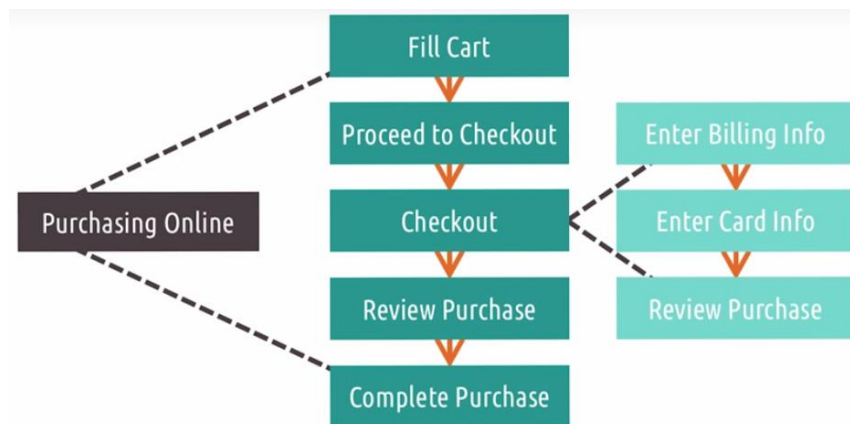 Purchasing Online
Fill Cart
Proceed to Checkout
Checkout
Review Purchase
Complete Purchase
Enter Billing Info
Enter Card Info
Review Purchase